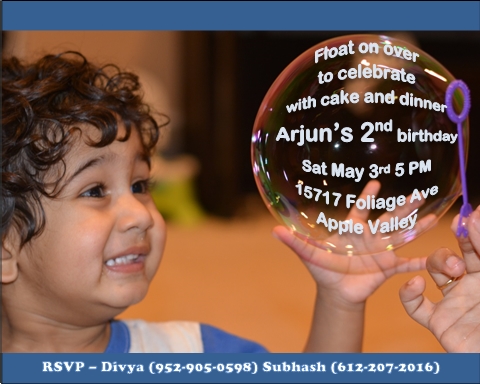 Float on over
to celebrate
with cake and dinner
Arjun's 2nd birthday
Sat May 3rd 5 PM
15717 Foliage Ave
Apple Valley
RSVP – Divya (952-905-0598) Subhash (612-207-2016)